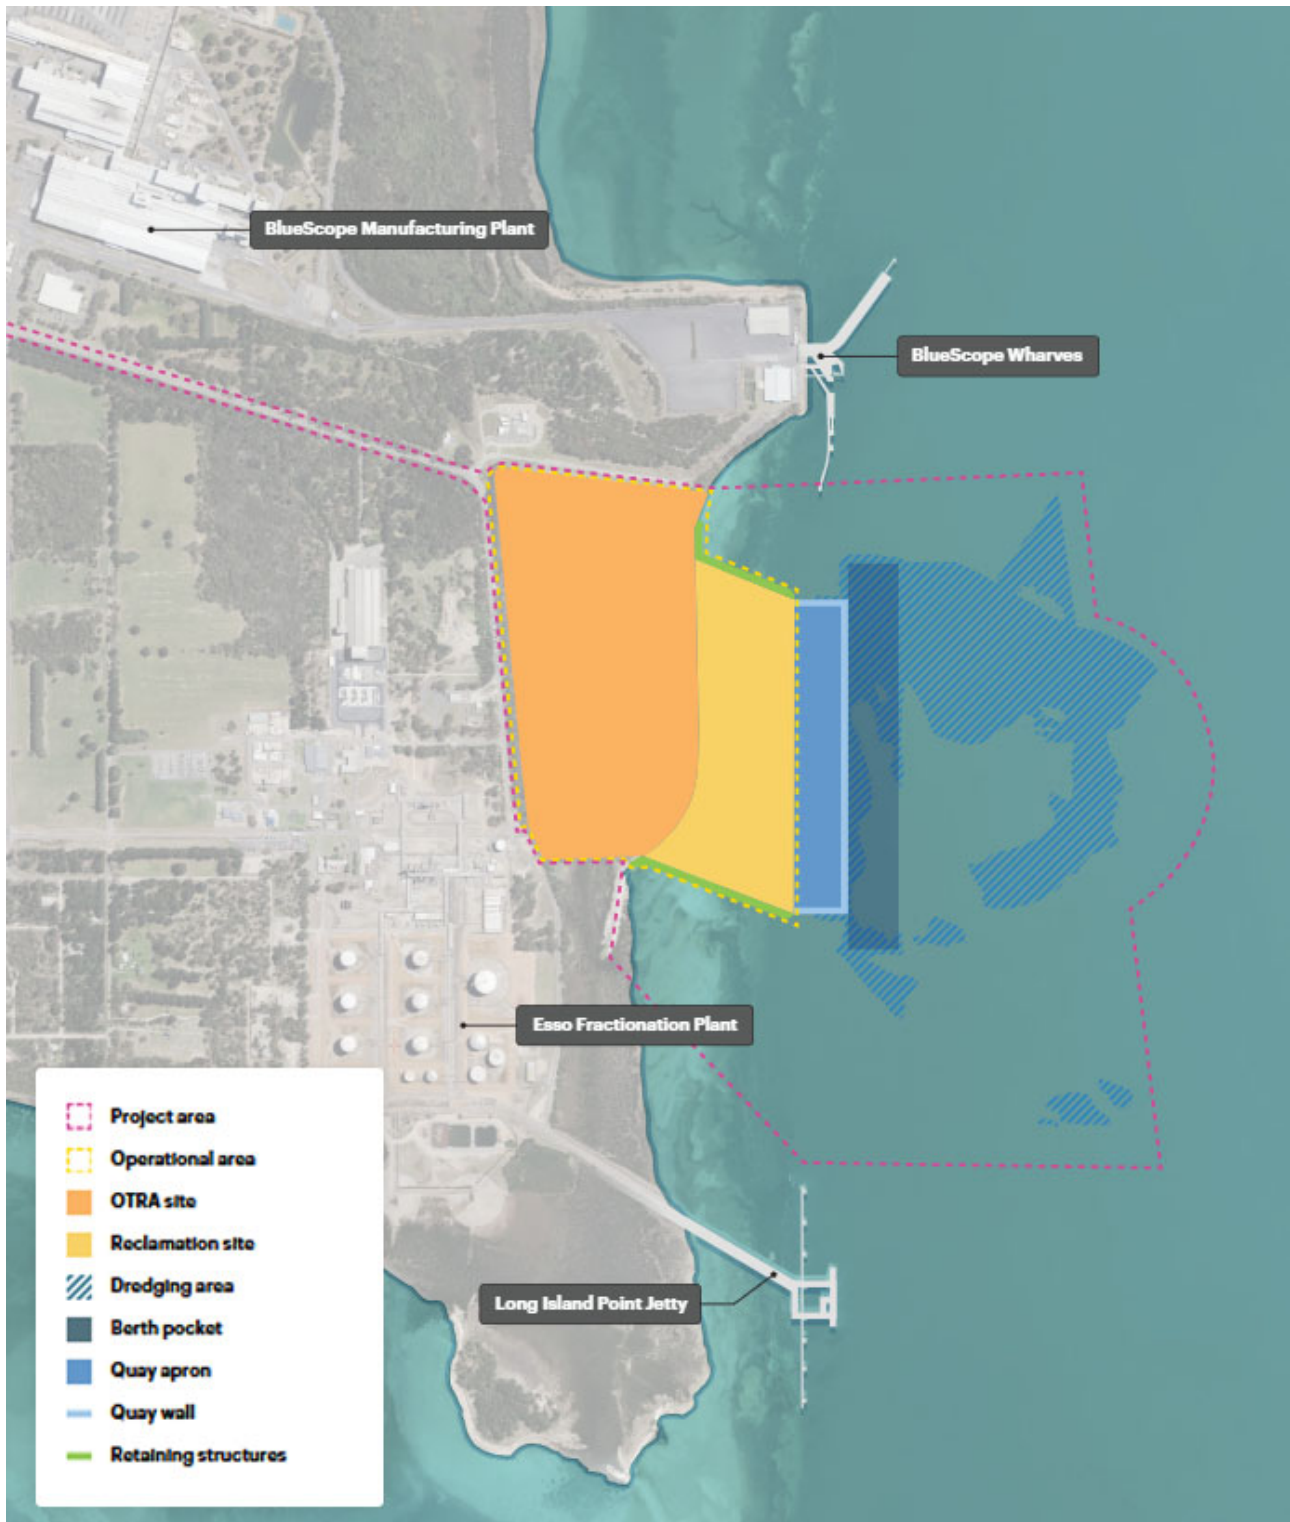 BlueScope Manufacturing Plant
BlueScope Wharves
Esso Fractionation Plant
Long Island Point Jetty
Project area
Operational area
OTRA site
Reclamation site
Dredging area
Berth pocket
Quay apron
Quay wall
Retaining structures